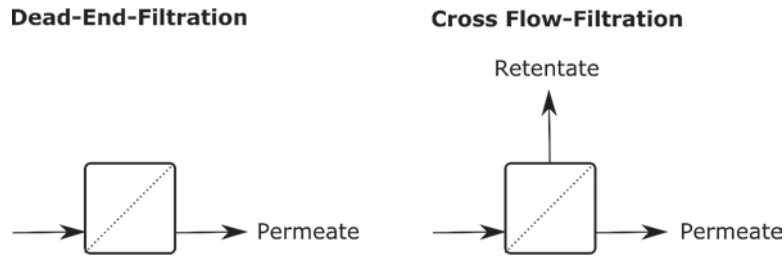 Dead-End-Filtration
Permeate
Cross Flow-Filtration
Retentate
Permeate